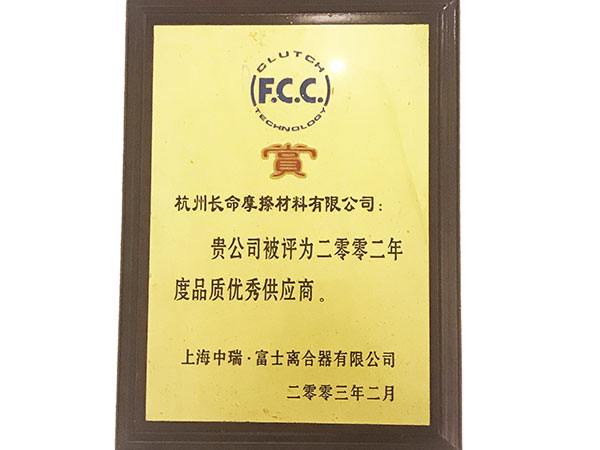 CLUTCH
F.C.C.
TECHNOLOGY
賞
杭州长命摩擦材料有限公司：
贵公司被评为二零零二年
度品质优秀供应商。
上海中瑞·富士离合器有限公司
二零零三年二月